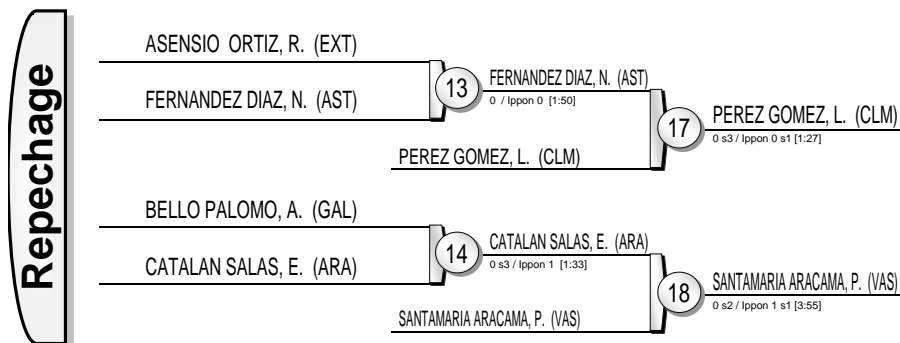 Repechage
ASENSIO ORTIZ, R. (EXT)
FERNANDEZ DIAZ, N. (AST)
13
FERNANDEZ DIAZ, N. (AST)
0 / Ippon 0 [1:50]
PEREZ GOMEZ, L. (CLM)
17
PEREZ GOMEZ, L. (CLM)
0 s3 / Ippon 0 s1 [1:27]
BELLO PALOMO, A. (GAL)
CATALAN SALAS, E. (ARA)
14
CATALAN SALAS, E. (ARA)
0 s3 / Ippon 1 [1:33]
SANTAMARIA ARACAMA, P. (VAS)
18
SANTAMARIA ARACAMA, P. (VAS)
0 s2 / Ippon 1 s1 [3:55]